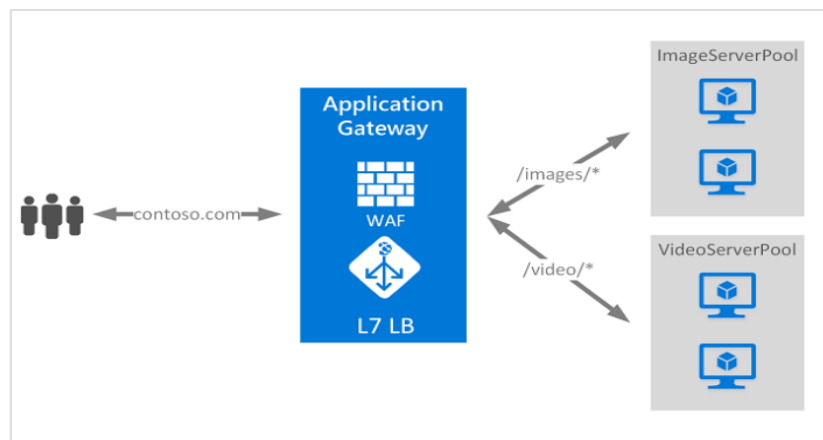 contoso.com
Application
Gateway
WAF
L7 LB
/images/*
/video/*
ImageServerPool
VideoServerPool